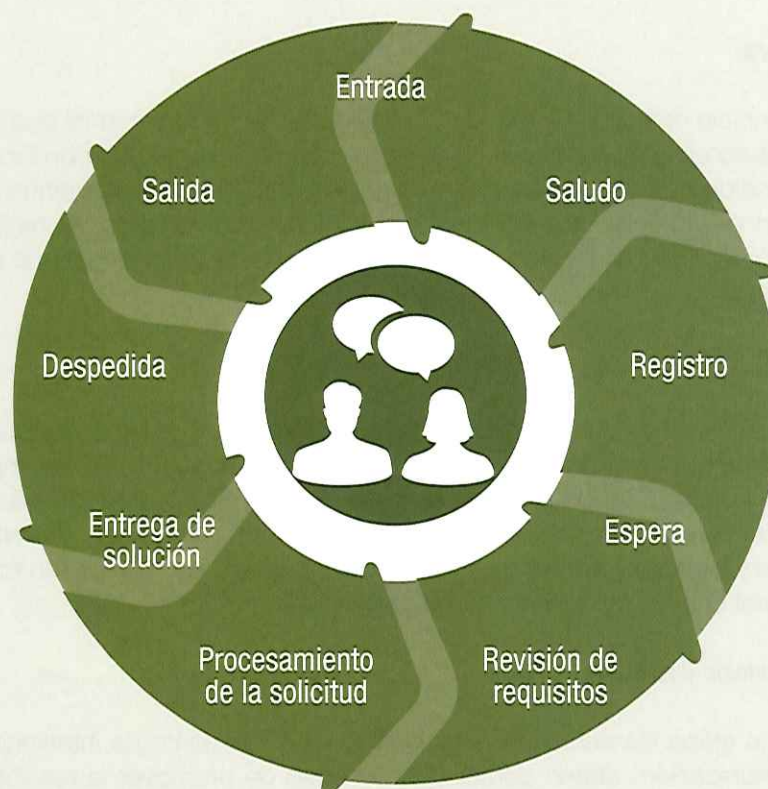 Entrada
Saludo
Registro
Espera
Revisión de
requisitos
Procesamiento
de la solicitud
Entrega de
solución
Despedida
Salida